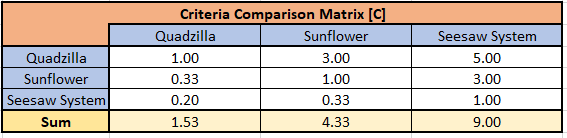 Criteria Comparison Matrix [C]
Quadzilla Sunflower Seesaw System
Quadzilla 1.00 3.00 5.00
Sunflower 0.33 1.00 3.00
Seesaw System 0.20 0.33 1.00
Sum 1.53 4.33 9.00